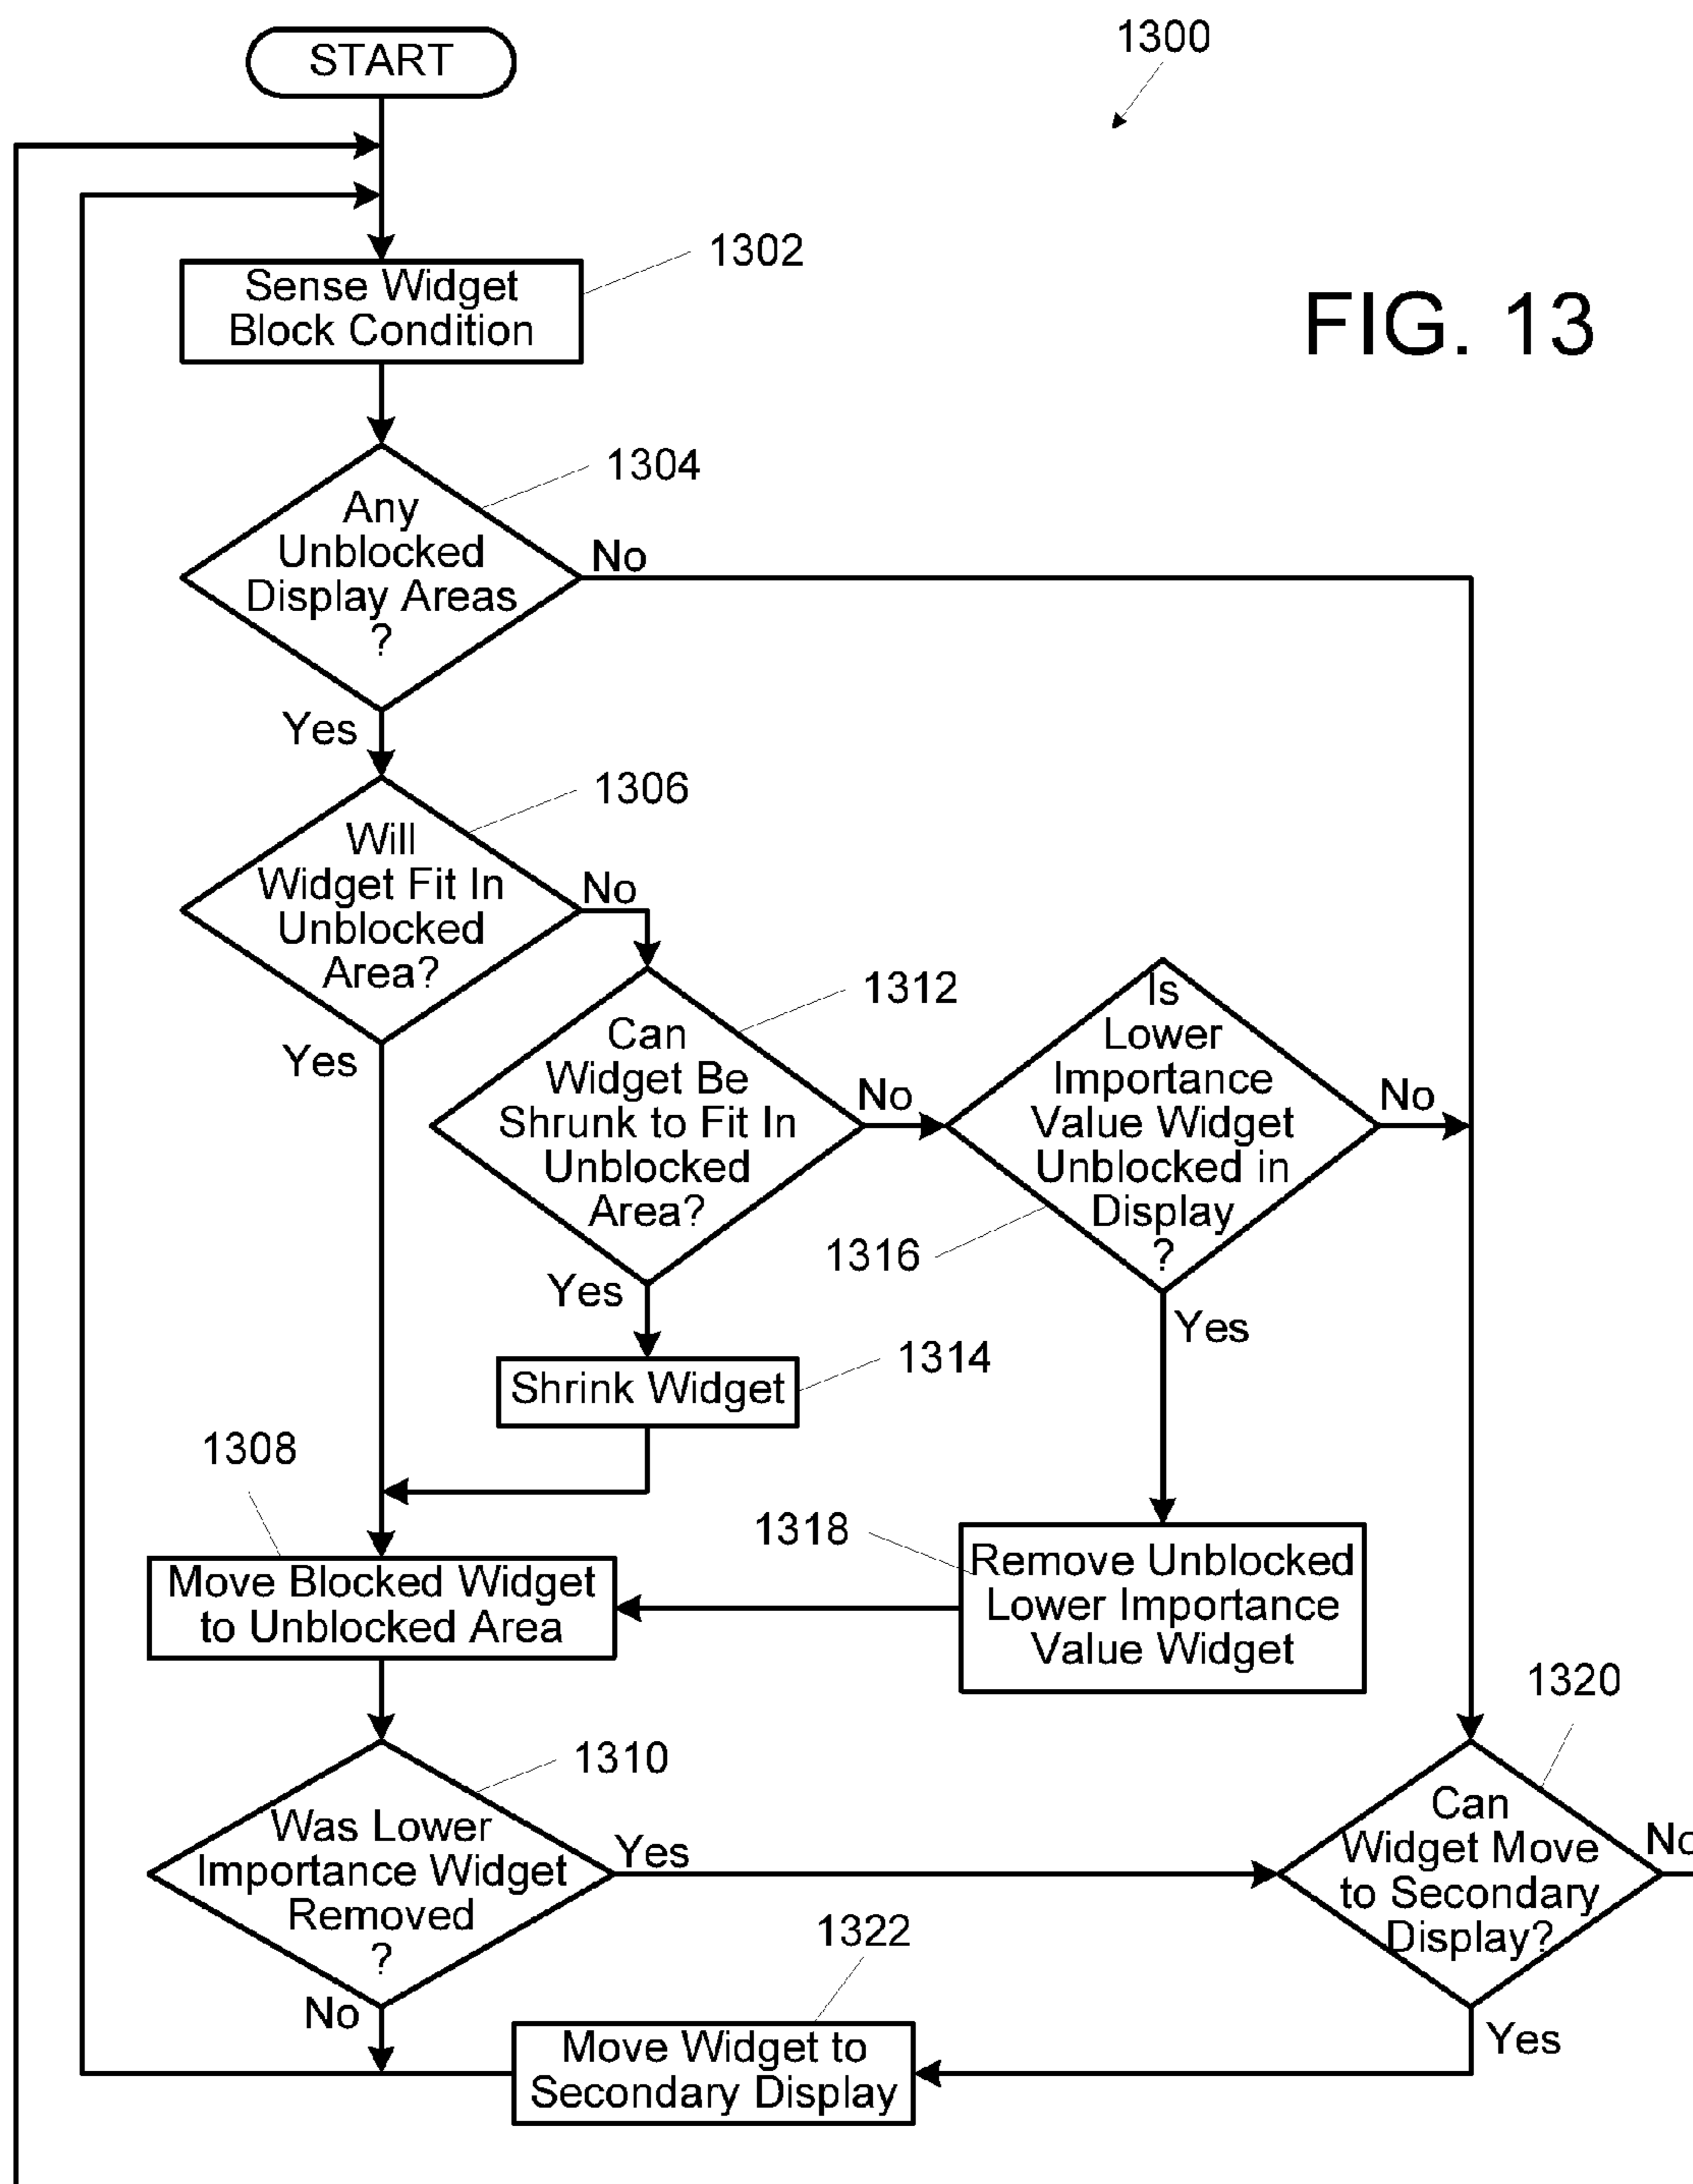 START
1300
1302
Sense Widget
Block Condition
FIG. 13
1304
Any
Unblocked
Display Areas
?
No
Yes
1306
Will
Widget Fit In
Unblocked
Area?
No
Yes
1312
Can
Widget Be
Shrunk to Fit In
Unblocked
Area?
No
Yes
Is
Lower
Importance
Value Widget
Unblocked in
Display
?
No
1316
Yes
1314
Shrink Widget
1308
Move Blocked Widget
to Unblocked Area
1318
Remove Unblocked
Lower Importance
Value Widget
1320
1310
Was Lower
Importance Widget
Removed
?
Yes
No
Can
Widget Move
to Secondary
Display?
No
Yes
1322
Move Widget to
Secondary Display